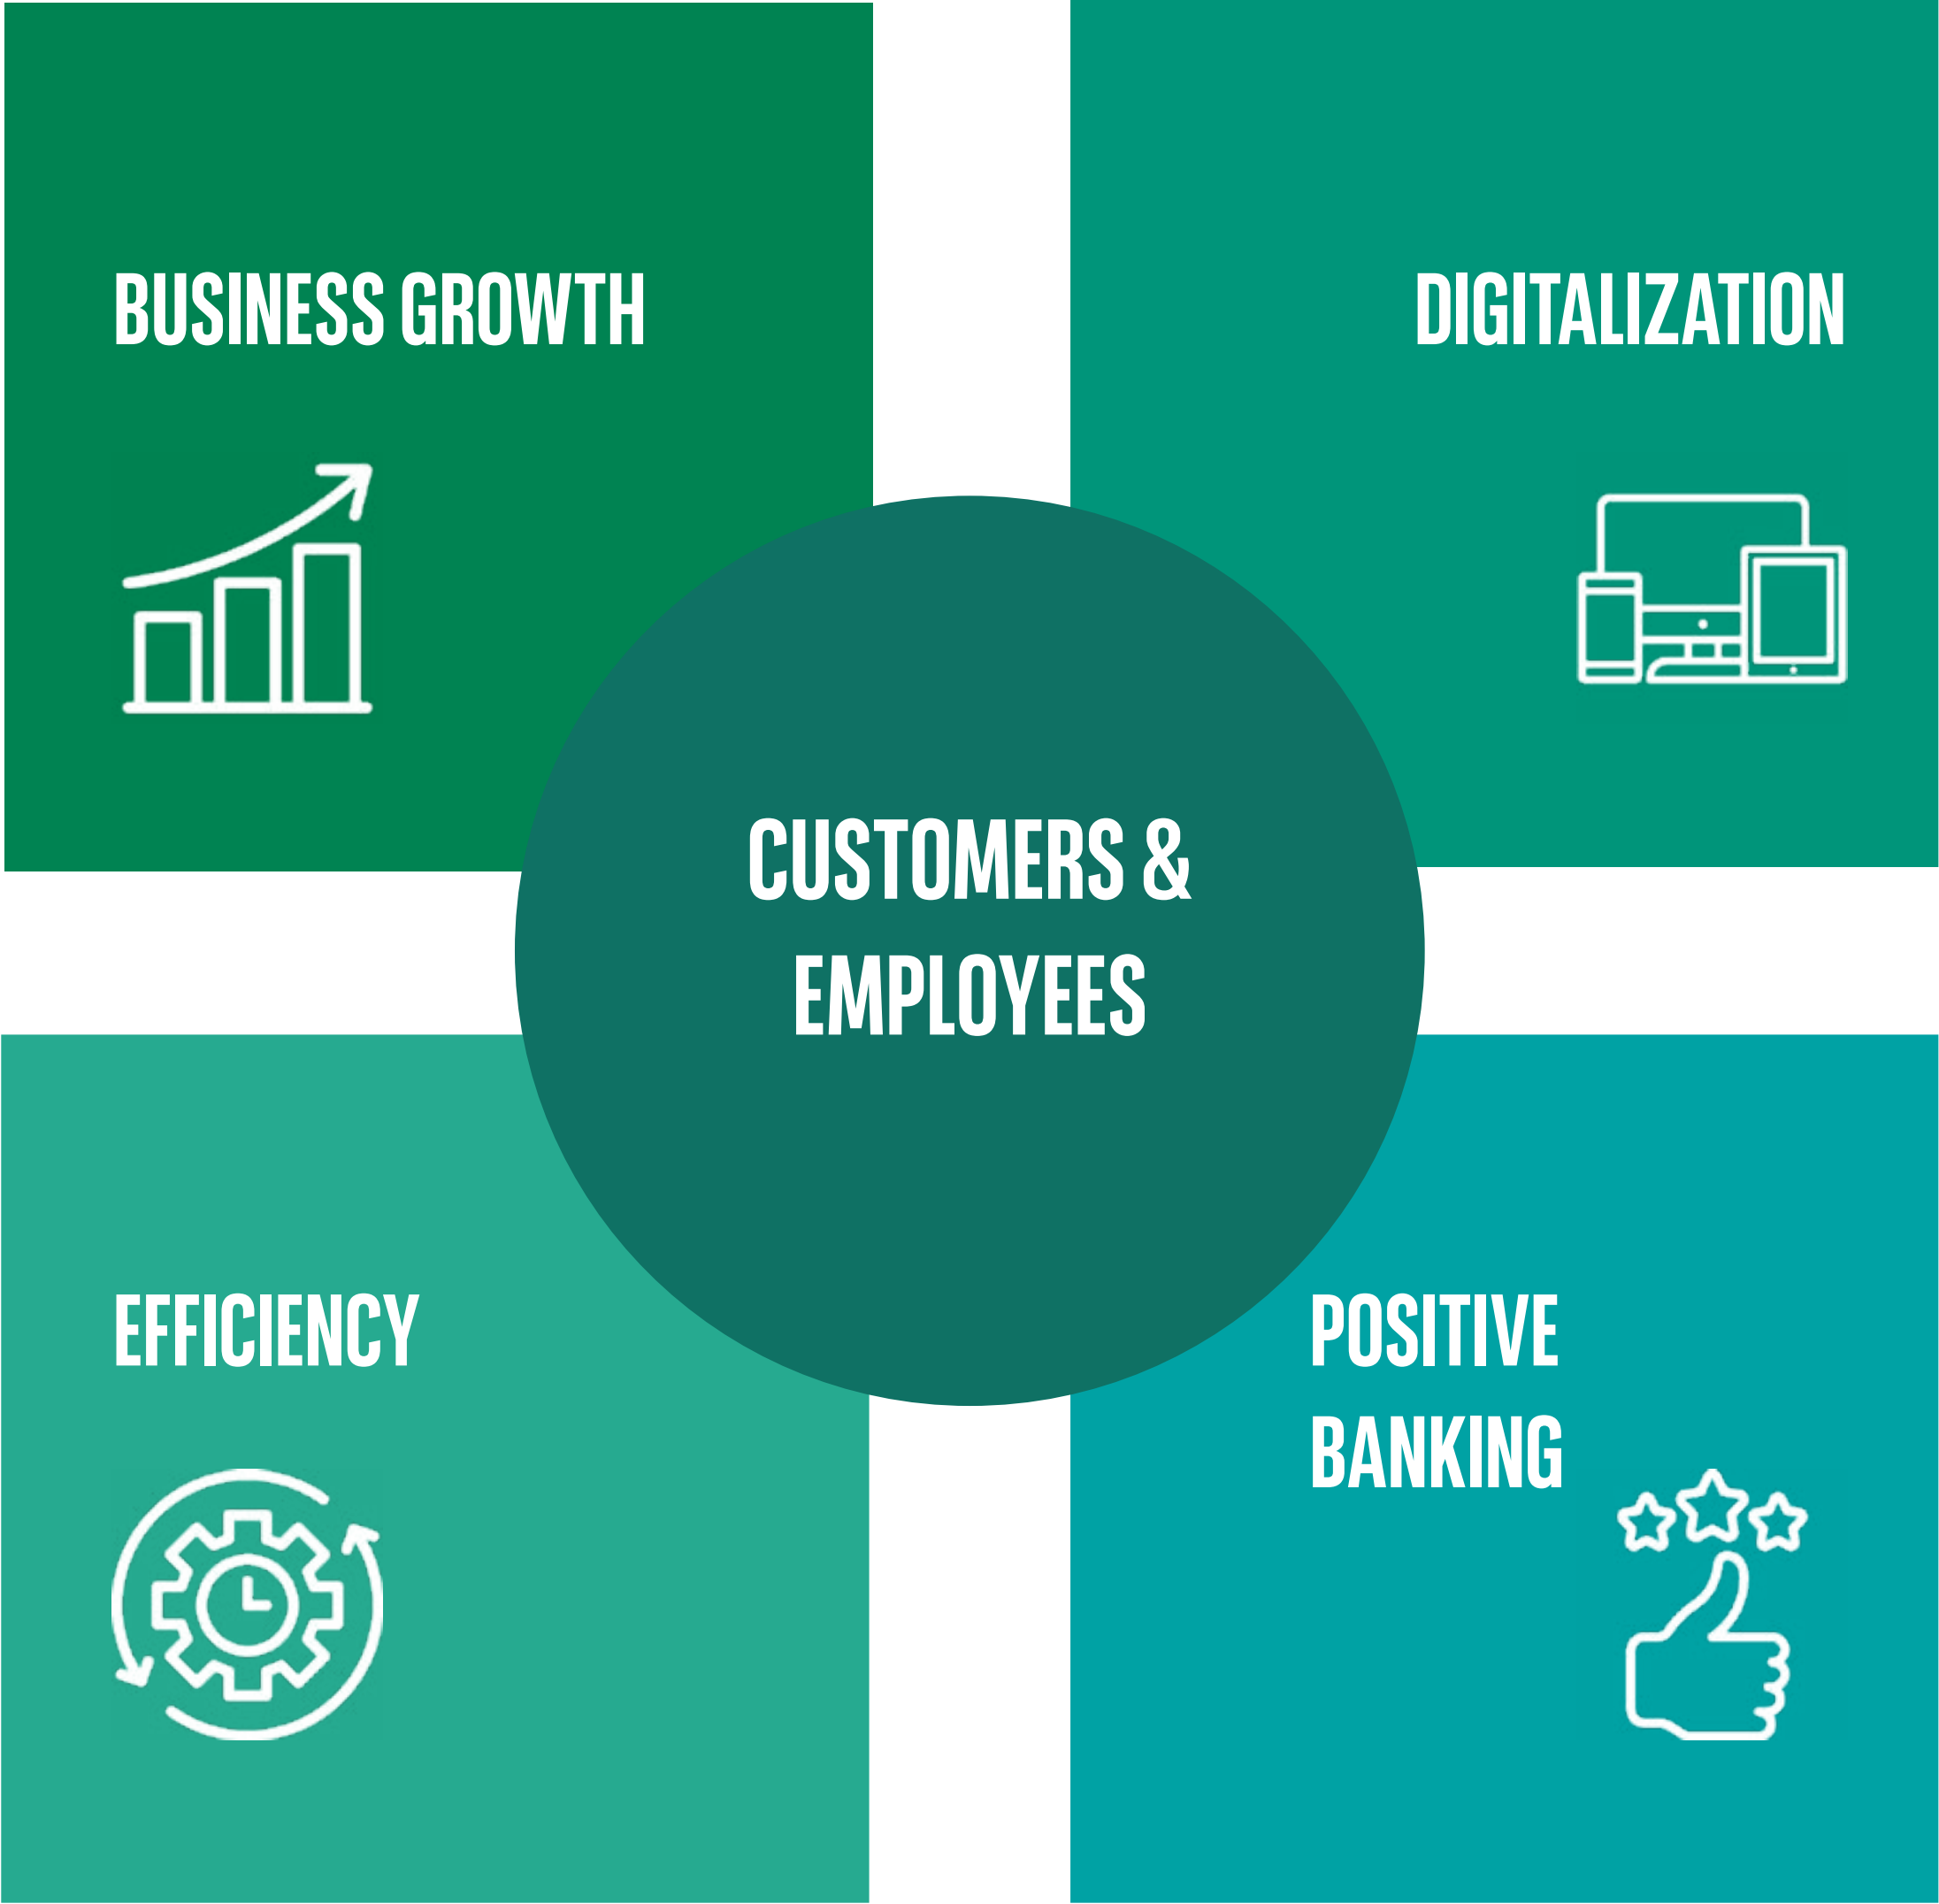 BUSINESS GROWTH
DIGITALIZATION
CUSTOMERS &
EMPLOYEES
EFFICIENCY
POSITIVE
BANKING